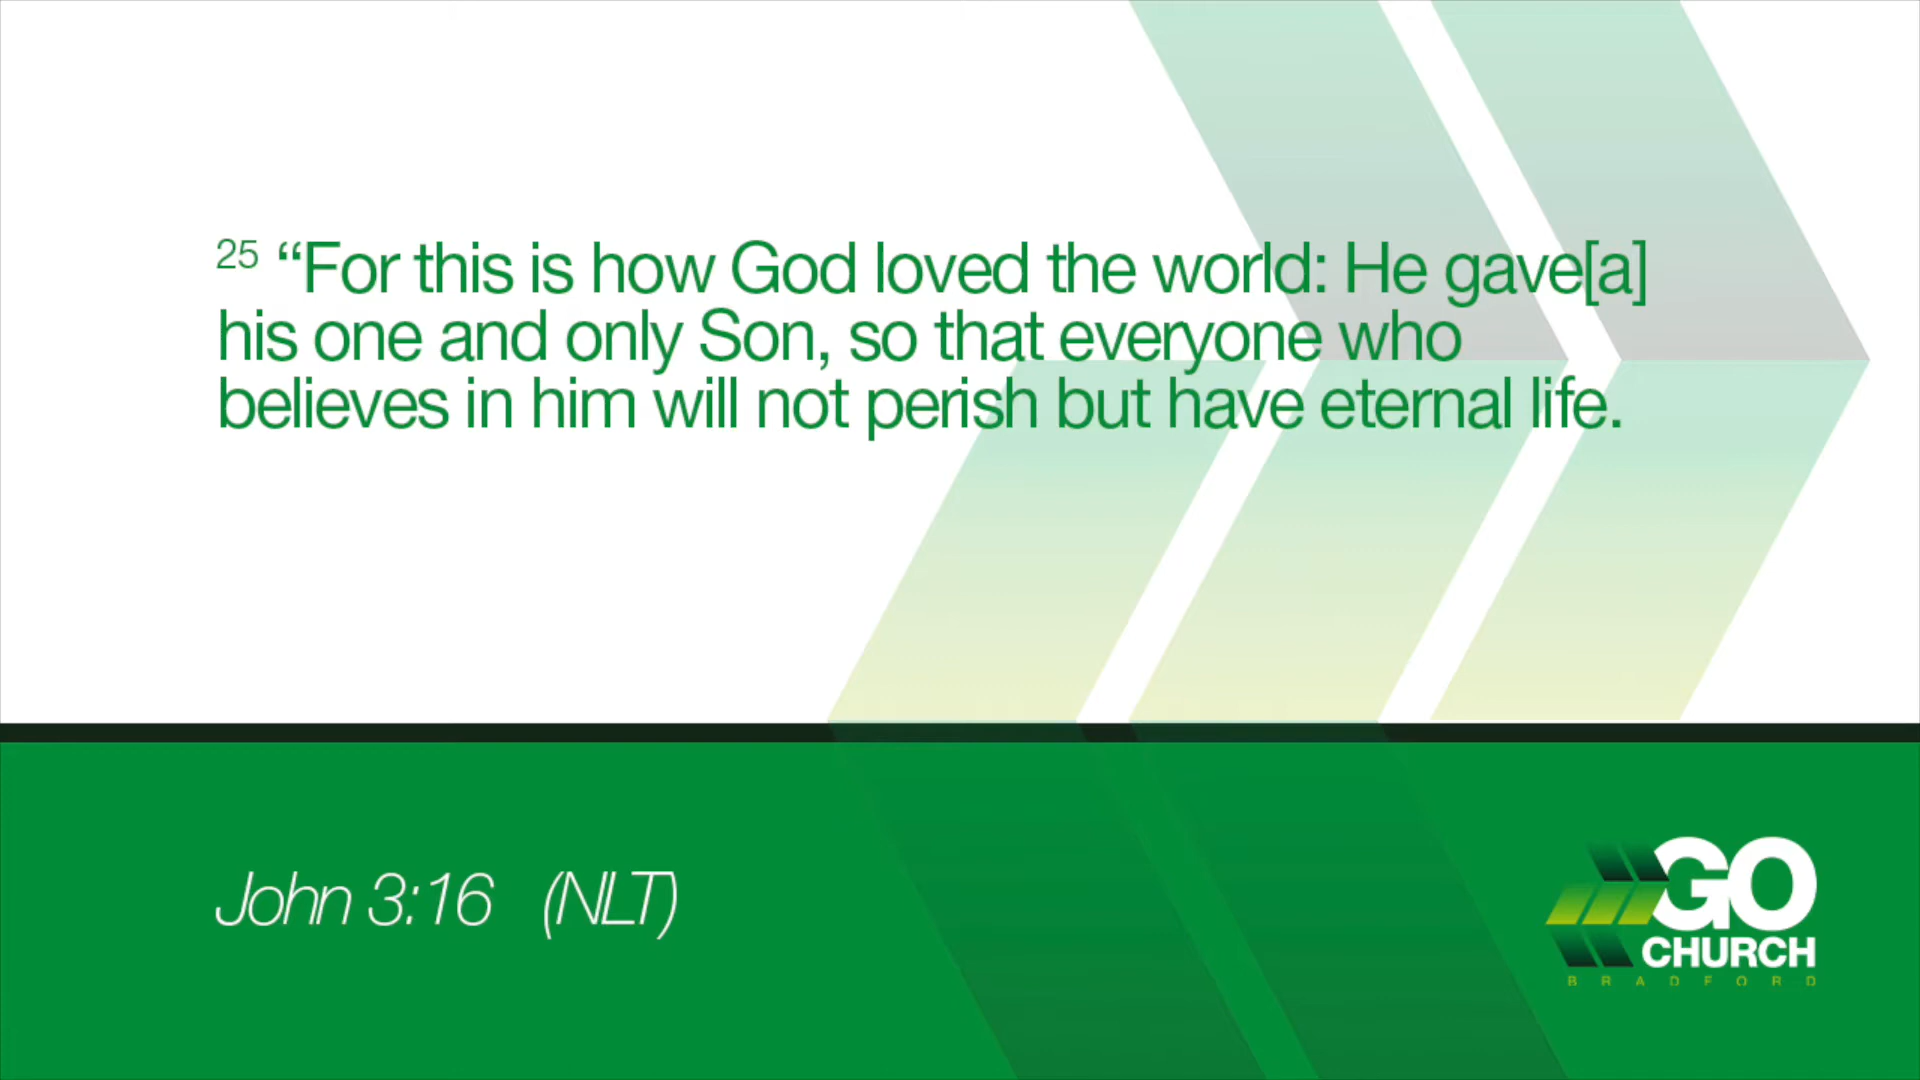 25 “For this is how God loved the world: He gave[a]
his one and only Son, so that everyone who
believes in him will not perish but have eternal life.
John 3:16 (NLT)
GO
CHURCH
BRADFORD